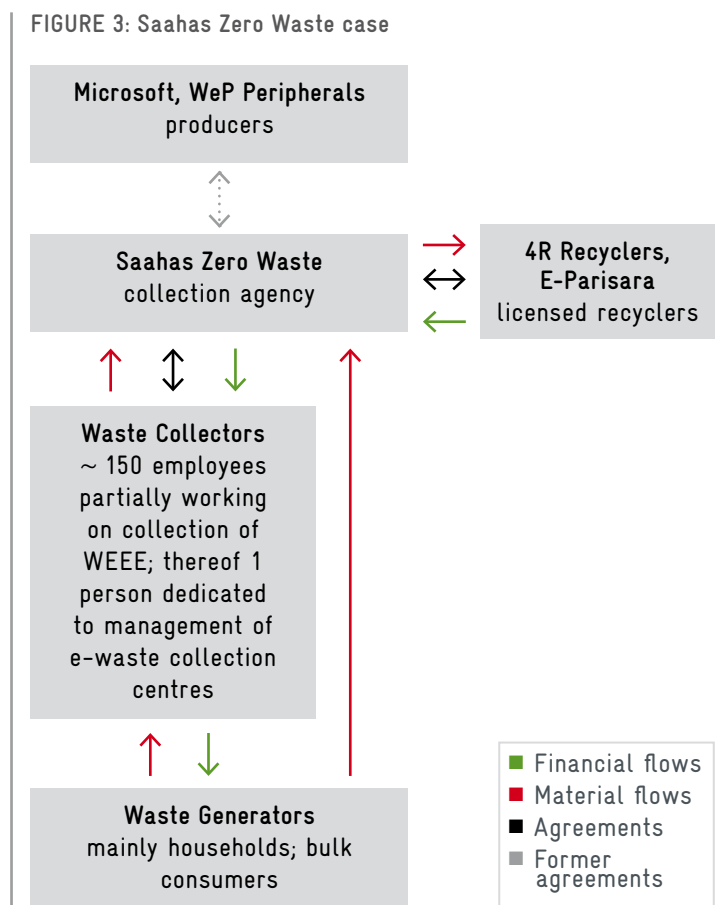 FIGURE 3: Saahas Zero Waste case
Microsoft, WeP Peripherals
producers
Saahas Zero Waste
collection agency
4R Recyclers,
E-Parisara
licensed recyclers
Waste Collectors
~ 150 employees
partially working
on collection of
WEEE; thereof 1
person dedicated
to management of
e-waste collection
centres
Waste Generators
mainly households; bulk
consumers
Financial flows
Material flows
Agreements
Former
agreements